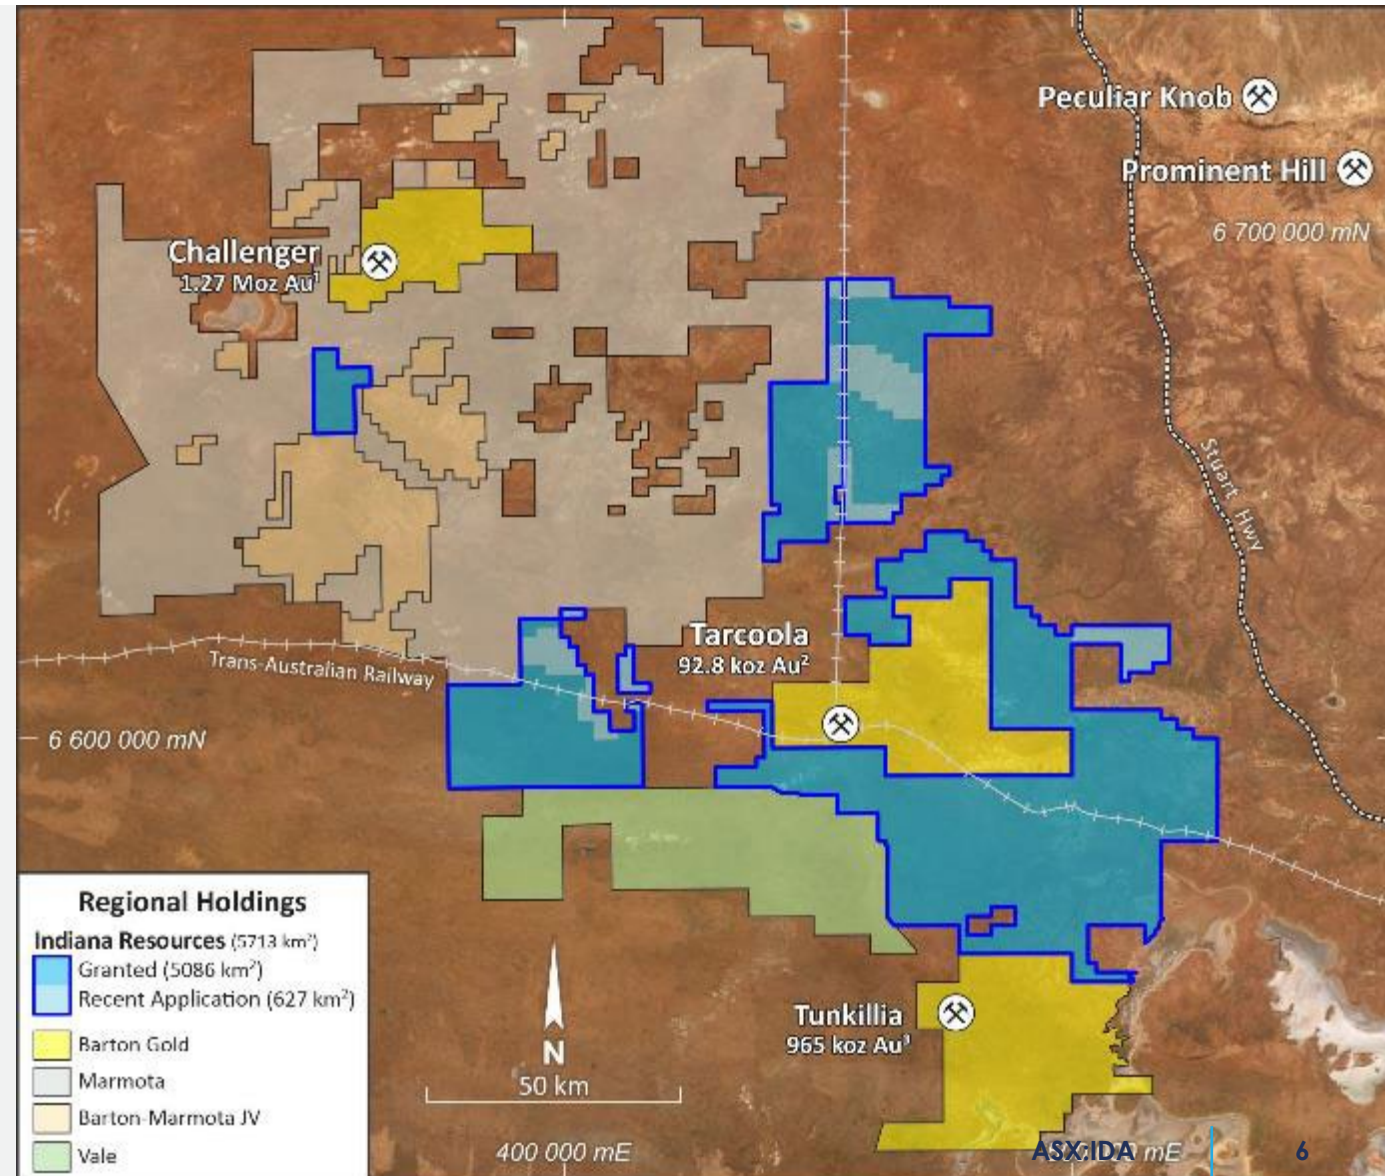 Peculiar Knob
Prominent Hill
6 700 000 mN
Challenger
1.27 Moz Au¹
Stuart Hwy
Tarcoola
92.8 koz Au²
Trans-Australian Railway
6 600 000 mN
Regional Holdings
Indiana Resources (5713 km²)
Granted (5086 km²)
Recent Application (627 km²)
Barton Gold
Marmota
Barton-Marmota JV
Vale
Tunkillia
965 koz Au³
N
50 km
400 000 mE
mE
ASX:IDA
6